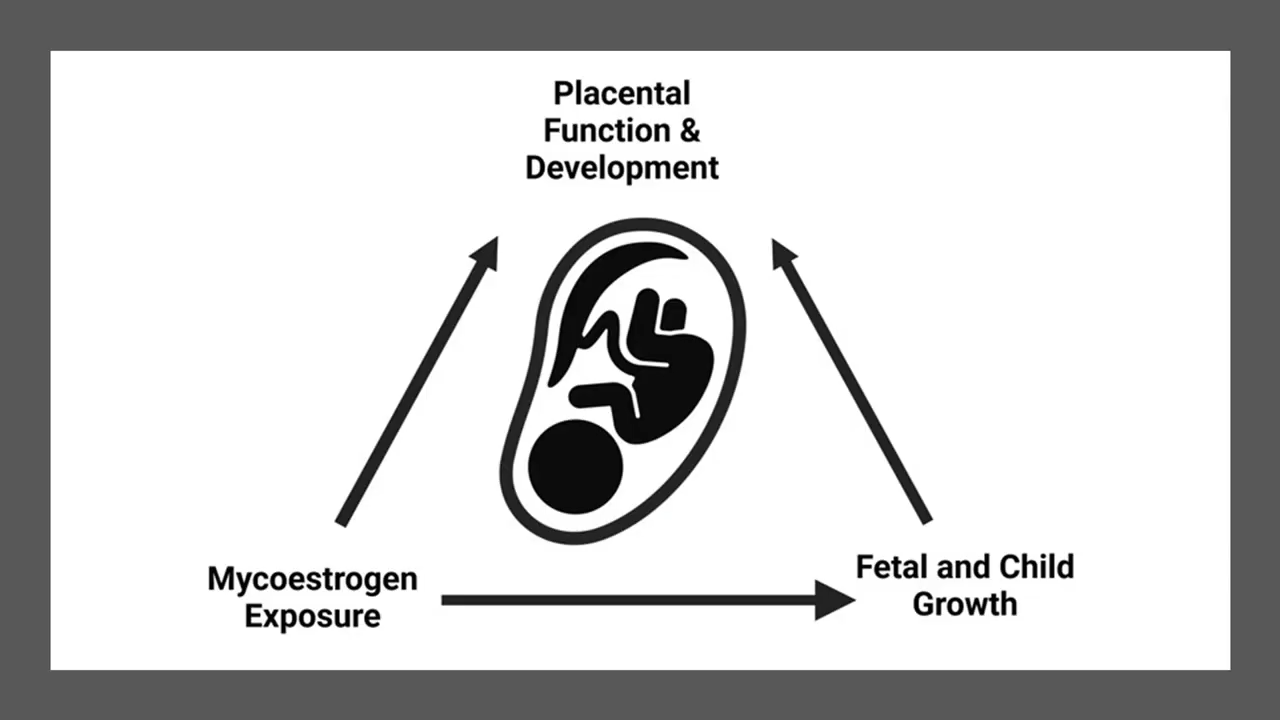 Placental
Function &
Development
Mycoestrogen
Exposure
Fetal and Child
Growth